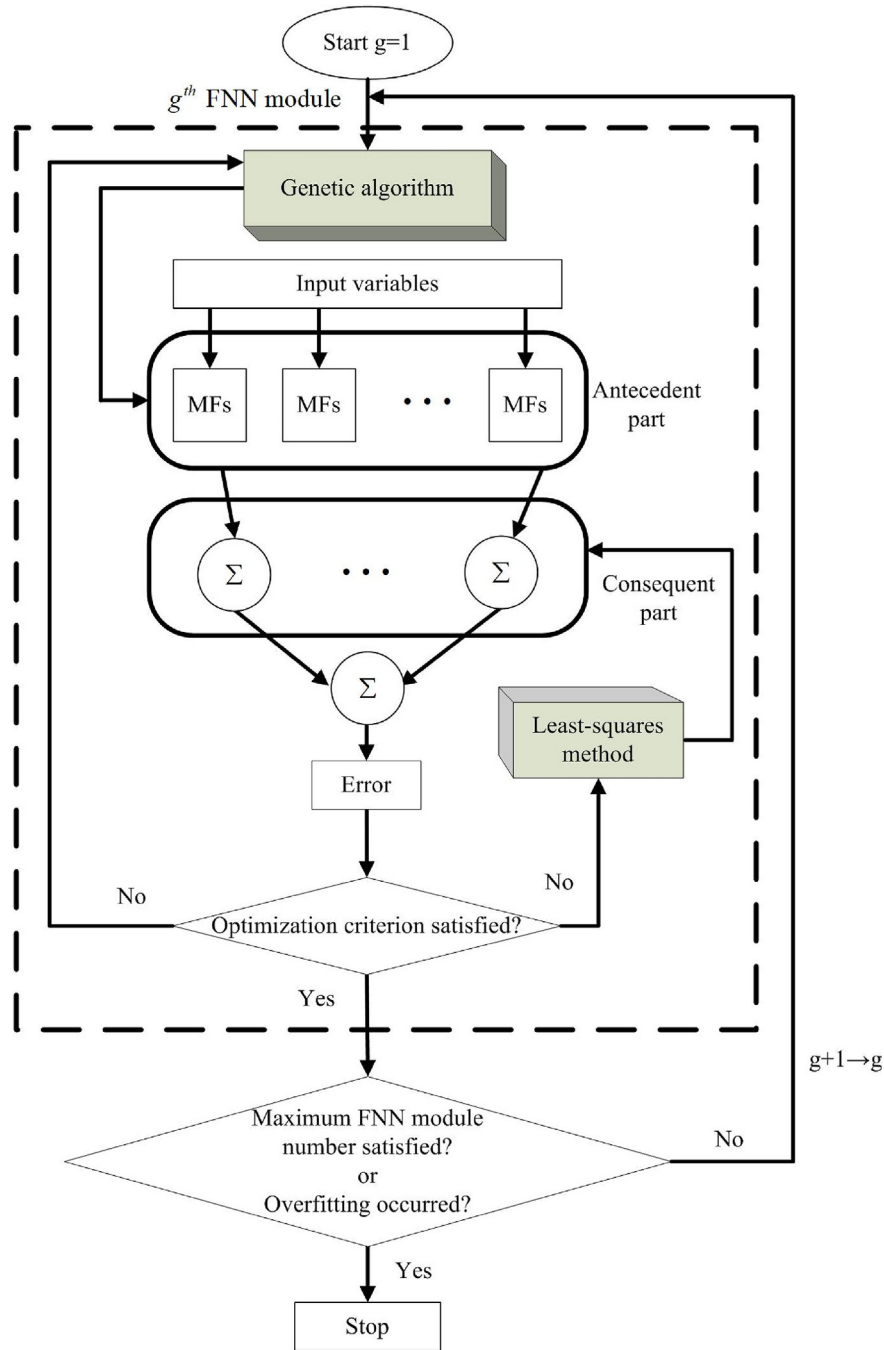 Start g=1
g^th FNN module
Genetic algorithm
Input variables
MFs
MFs
• • •
MFs
Antecedent
part
Σ
• • •
Σ
Consequent
part
Σ
Least-squares
method
Error
No
No
Optimization criterion satisfied?
Yes
g+1→g
Maximum FNN module
number satisfied?
or
Overfitting occurred?
No
Yes
Stop